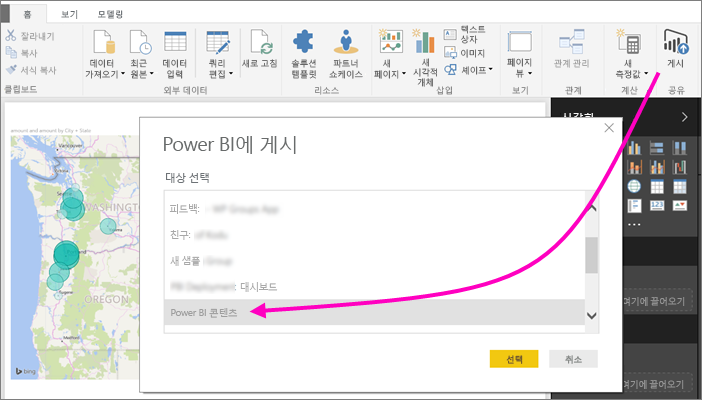 홈 보기 모델링
잘라내기
복사
서식 복사
클립보드
데이터 가져오기
최근 원본
데이터 입력
쿼리 편집
새로 고침
외부 데이터
솔루션 템플릿
파트너 쇼케이스
리소스
새 페이지
새 시각적 개체
텍스트 상자
이미지
셰이프
삽입
페이지 뷰
보기
관계 관리
관계
새 측정값
계산
게시
공유
amount and amount by City + State
Vancouver
WASHINGTON
OREGON
bing
Power BI에 게시
대상 선택
피드백:
친구:
새 샘플
대시보드
Power BI 콘텐츠
선택 취소
123
여기에 끌어오기
여기에 끌어오기